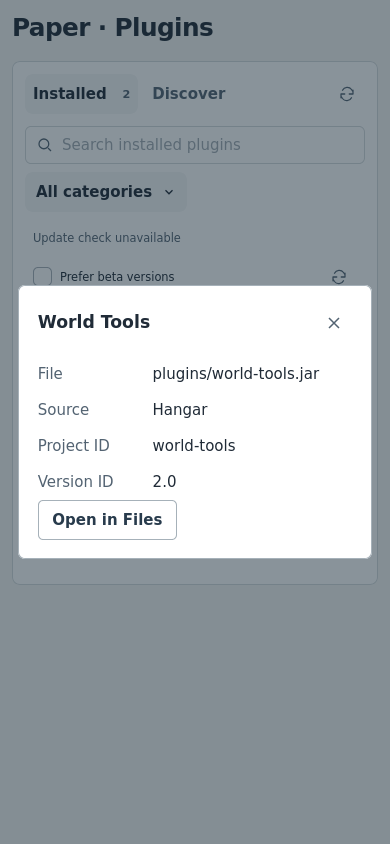 Paper · Plugins
Installed 2 Discover
Search installed plugins
All categories
Update check unavailable
Prefer beta versions
World Tools
File plugins/world-tools.jar
Source Hangar
Project ID world-tools
Version ID 2.0
Open in Files